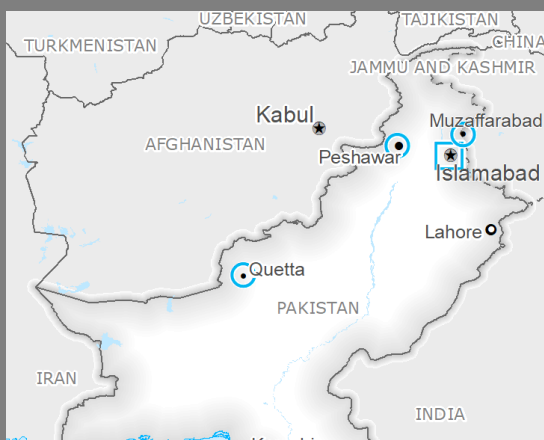 UZBEKISTAN
TAJIKISTAN
TURKMENISTAN
CHINA
JAMMU AND KASHMIR
Kabul
Muzaffarabad
AFGHANISTAN
Peshawar
Islamabad
Lahore
Quetta
PAKISTAN
IRAN
INDIA